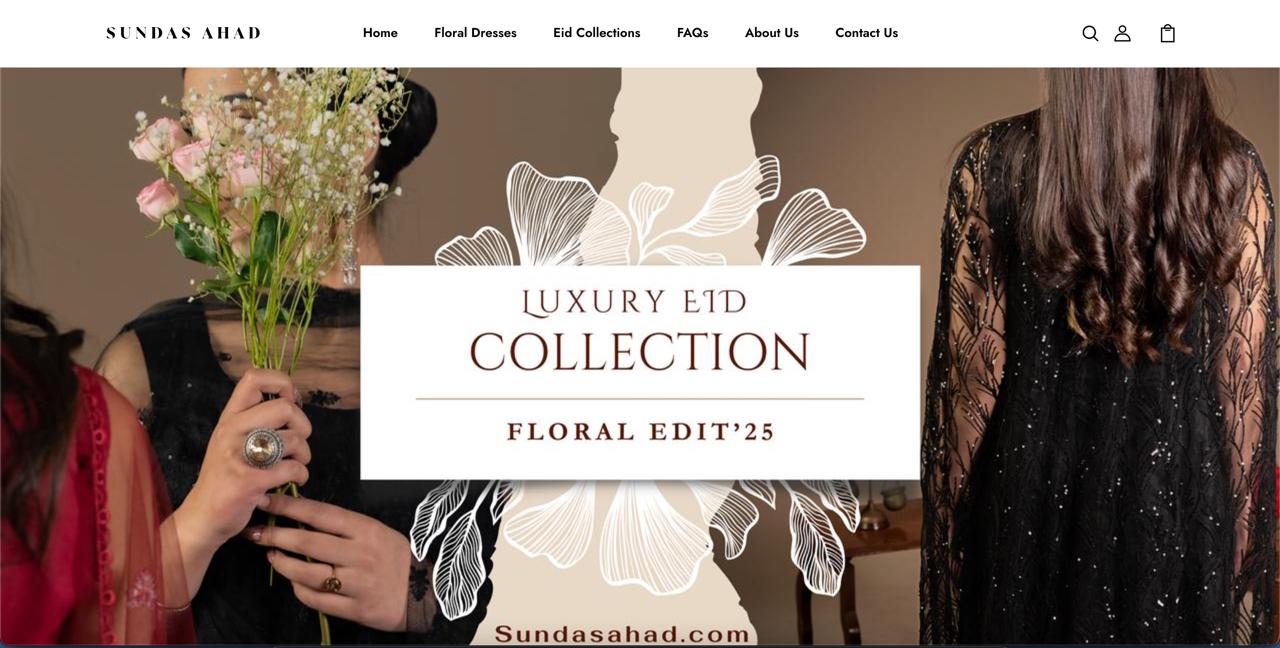 SUNDAS AHAD
Home Floral Dresses Eid Collections FAQs About Us Contact Us
LUXURY EID
COLLECTION
FLORAL EDIT’25
Sundasahad.com